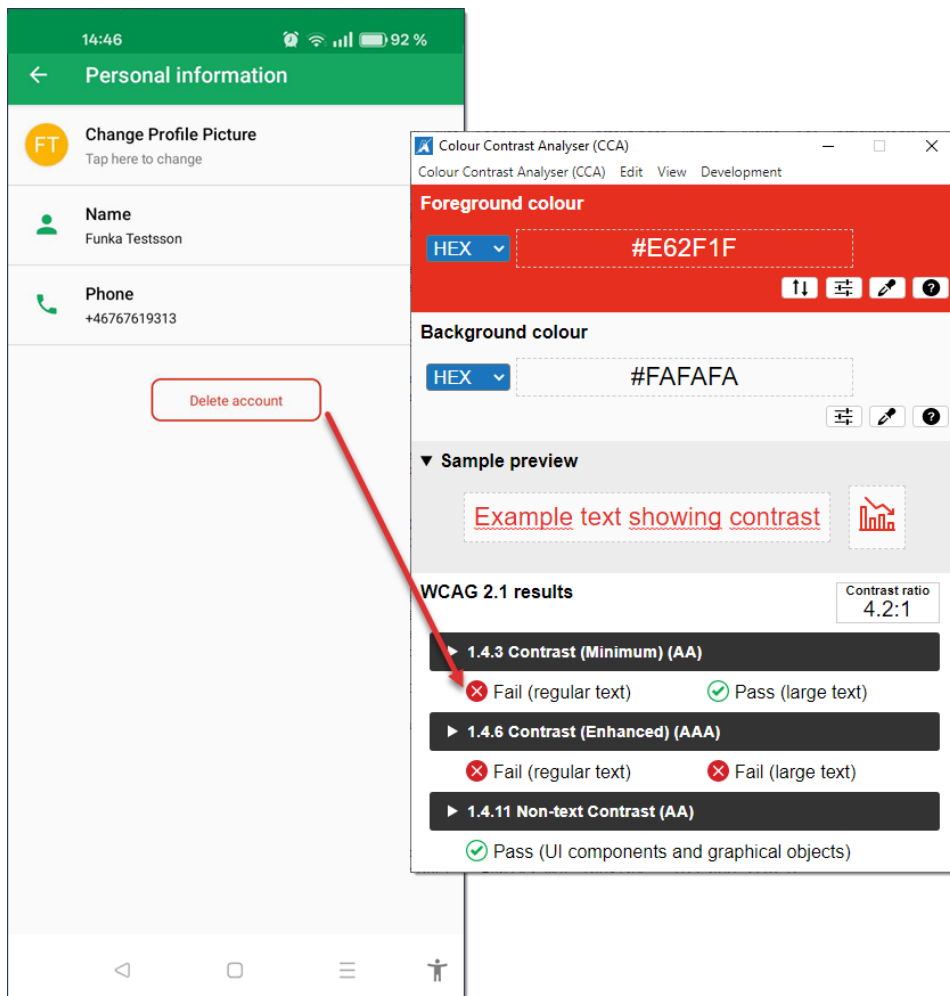 14:46
92 %
Personal information
FT
Change Profile Picture
Tap here to change
Name
Funka Testsson
Phone
+46767619313
Delete account
Colour Contrast Analyser (CCA)
Colour Contrast Analyser (CCA) Edit View Development
Foreground colour
HEX #E62F1F
Background colour
HEX #FAFAFA
Sample preview
Example text showing contrast
WCAG 2.1 results
Contrast ratio
4.2:1
1.4.3 Contrast (Minimum) (AA)
Fail (regular text) Pass (large text)
1.4.6 Contrast (Enhanced) (AAA)
Fail (regular text) Fail (large text)
1.4.11 Non-text Contrast (AA)
Pass (UI components and graphical objects)